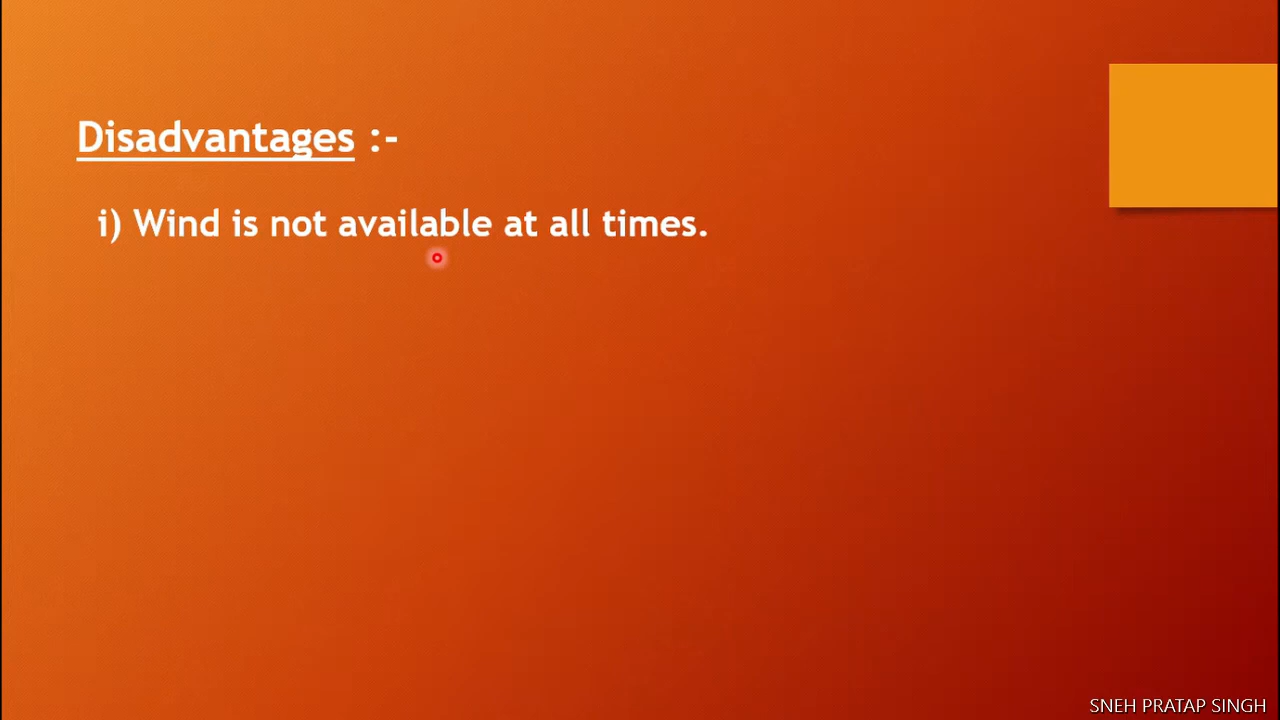 Disadvantages :-
i) Wind is not available at all times.
SNEH PRATAP SINGH